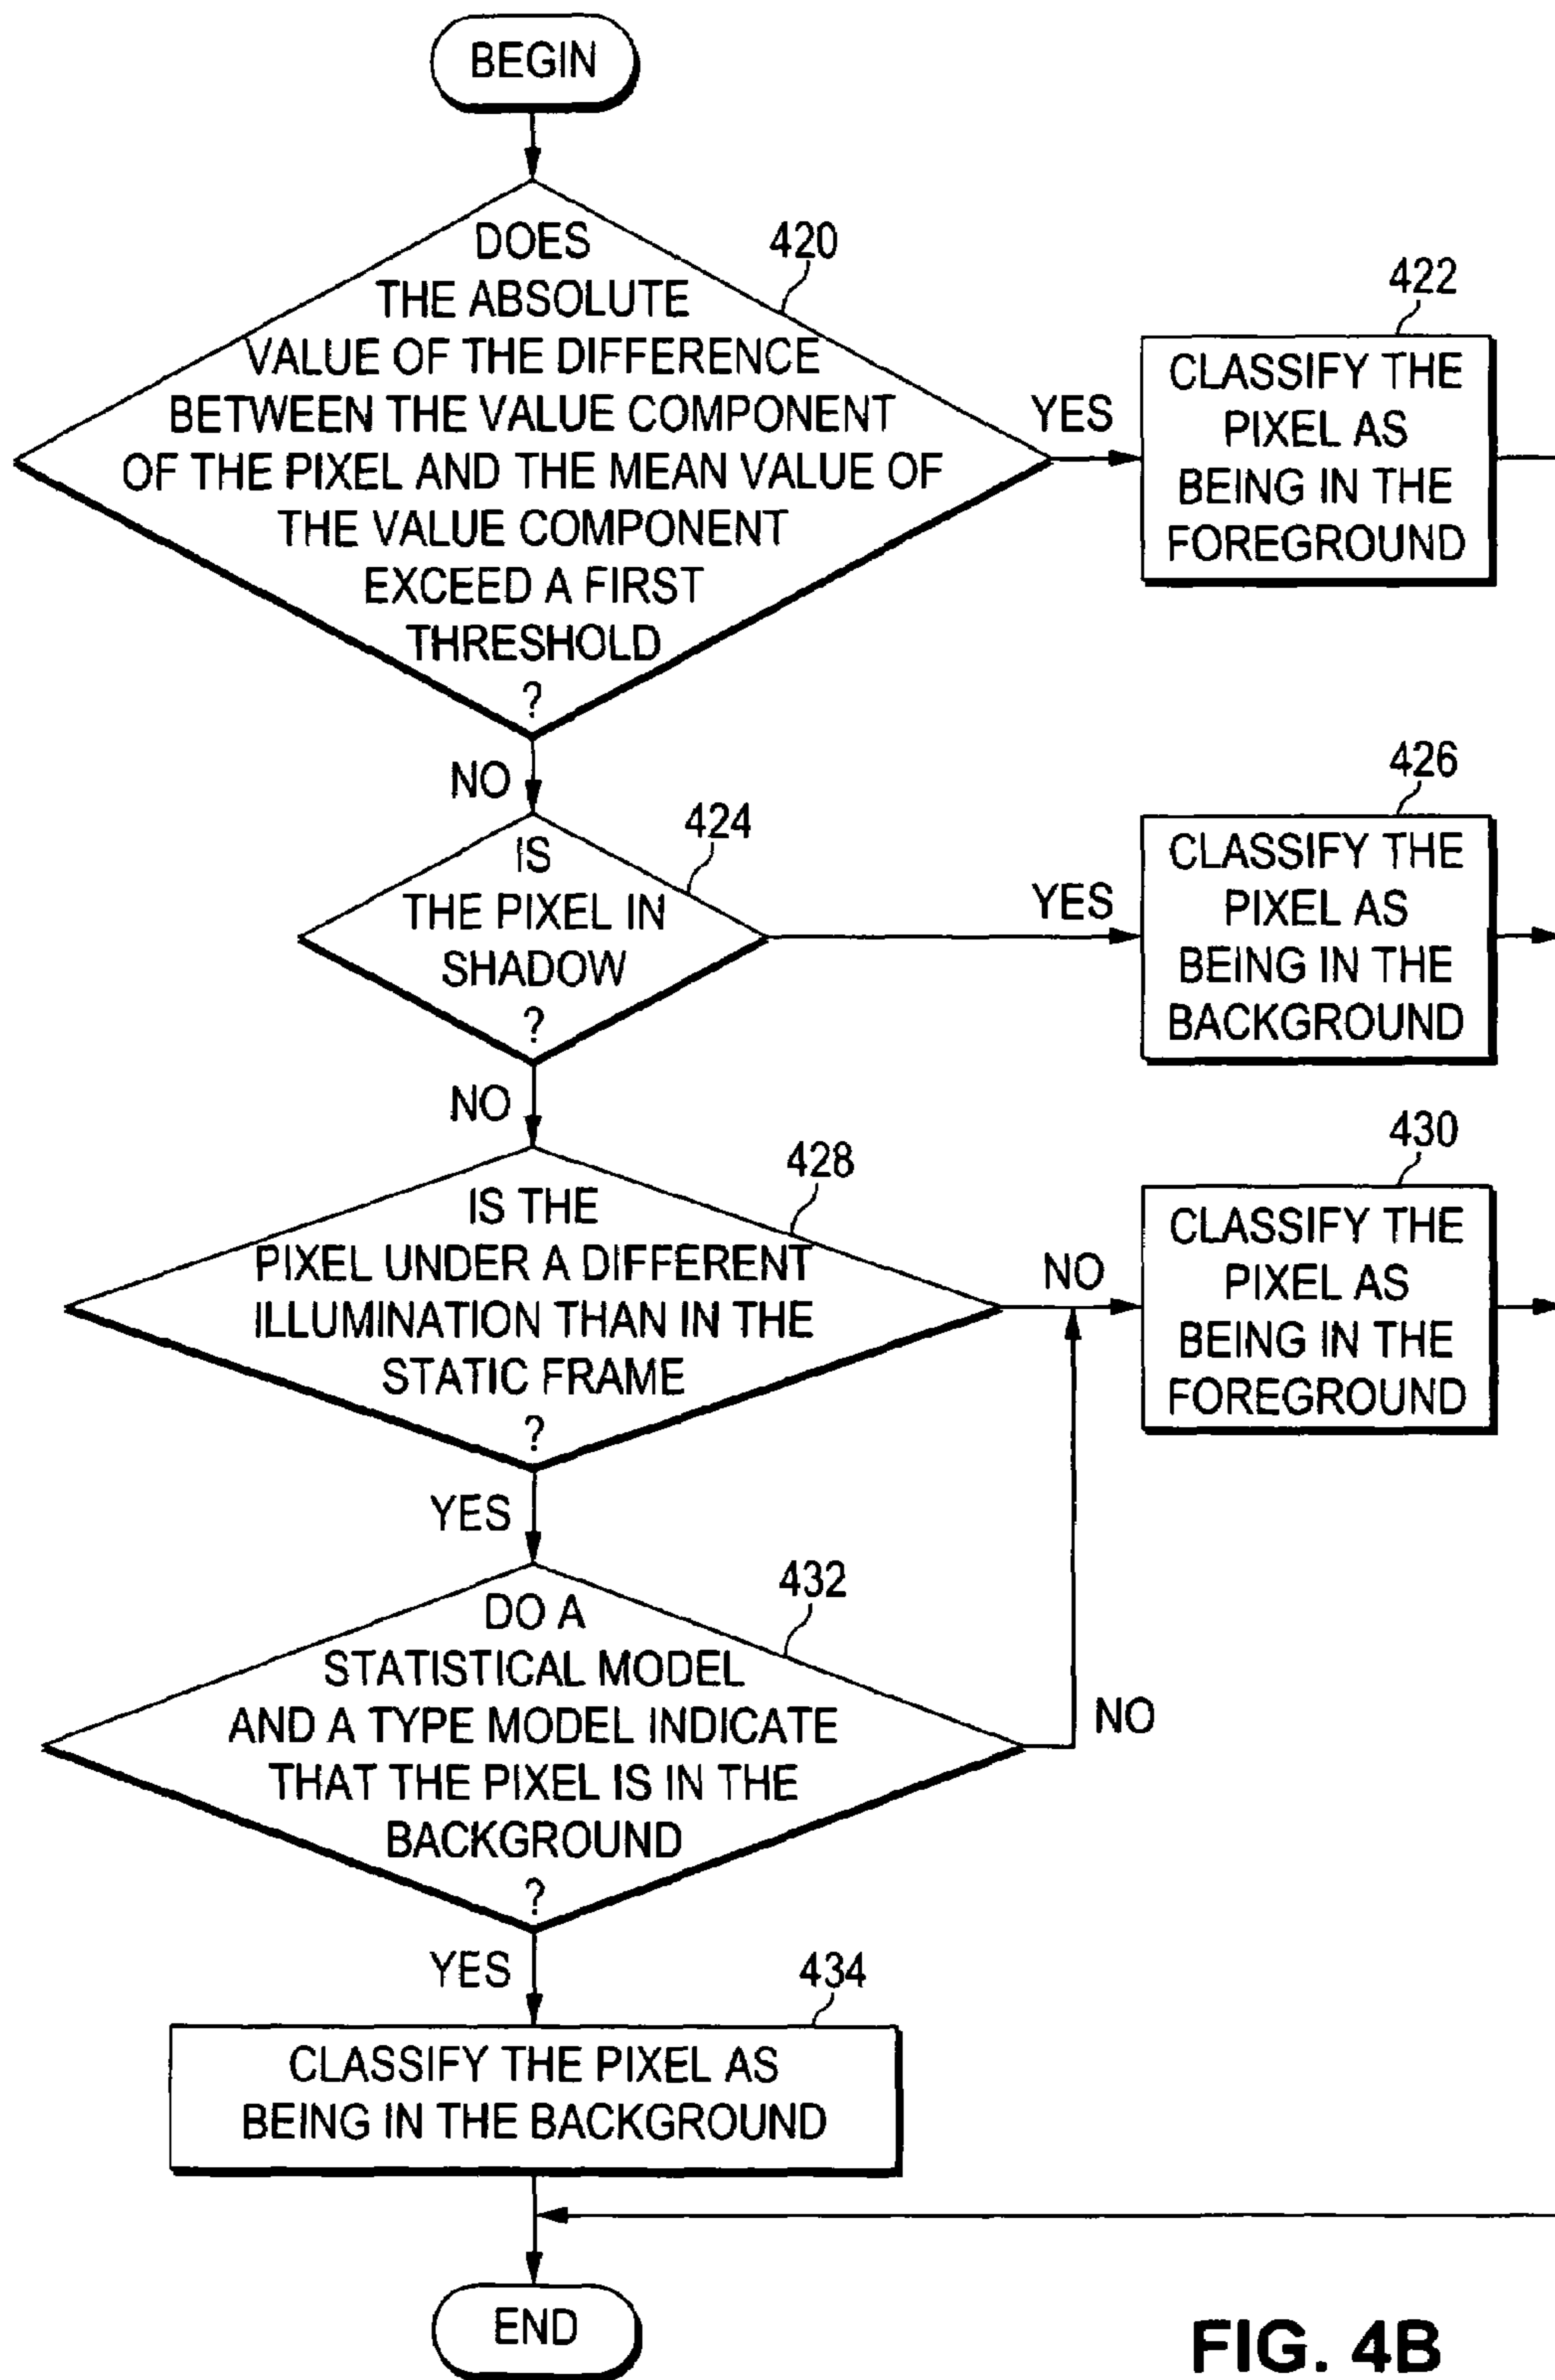 BEGIN
DOES
THE ABSOLUTE
VALUE OF THE DIFFERENCE
BETWEEN THE VALUE COMPONENT
OF THE PIXEL AND THE MEAN VALUE OF
THE VALUE COMPONENT
EXCEED A FIRST
THRESHOLD
?
420
YES
422
CLASSIFY THE
PIXEL AS
BEING IN THE
FOREGROUND
NO
IS
THE PIXEL IN
SHADOW
?
424
YES
426
CLASSIFY THE
PIXEL AS
BEING IN THE
BACKGROUND
NO
IS THE
PIXEL UNDER A DIFFERENT
ILLUMINATION THAN IN THE
STATIC FRAME
?
428
NO
430
CLASSIFY THE
PIXEL AS
BEING IN THE
FOREGROUND
YES
DO A
STATISTICAL MODEL
AND A TYPE MODEL INDICATE
THAT THE PIXEL IS IN THE
BACKGROUND
?
432
NO
YES
434
CLASSIFY THE PIXEL AS
BEING IN THE BACKGROUND
END
FIG. 4B